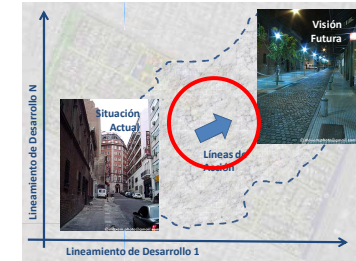 Visión
Futura
Situación
Actual
Líneas de
Acción
Lineamiento de Desarrollo N
Lineamiento de Desarrollo 1